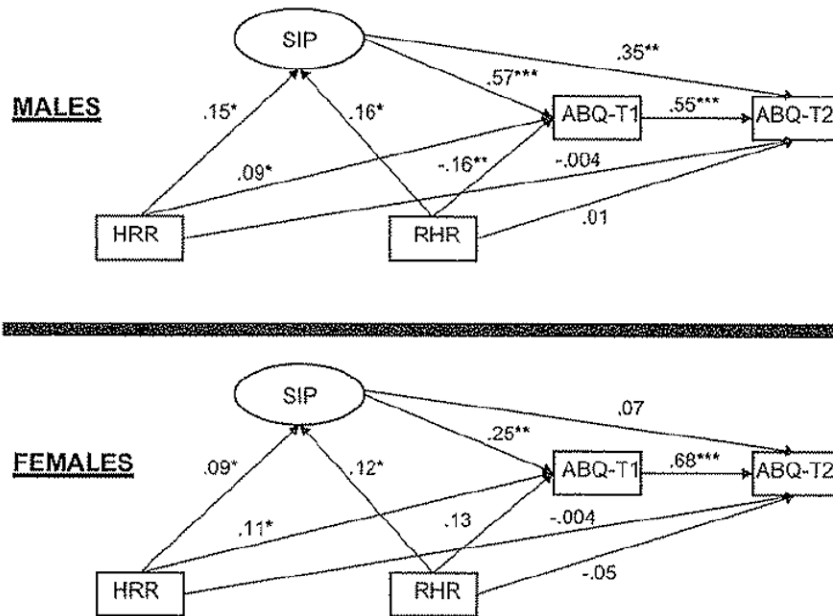 SIP
.35**
.57***
MALES
.15*
.16*
ABQ-T1
.55***
ABQ-T2
.09*
-.16**
-.004
HRR
RHR
.01
SIP
.07
.25**
FEMALES
.09*
.12*
ABQ-T1
.68***
ABQ-T2
.11*
.13
-.004
HRR
RHR
-.05